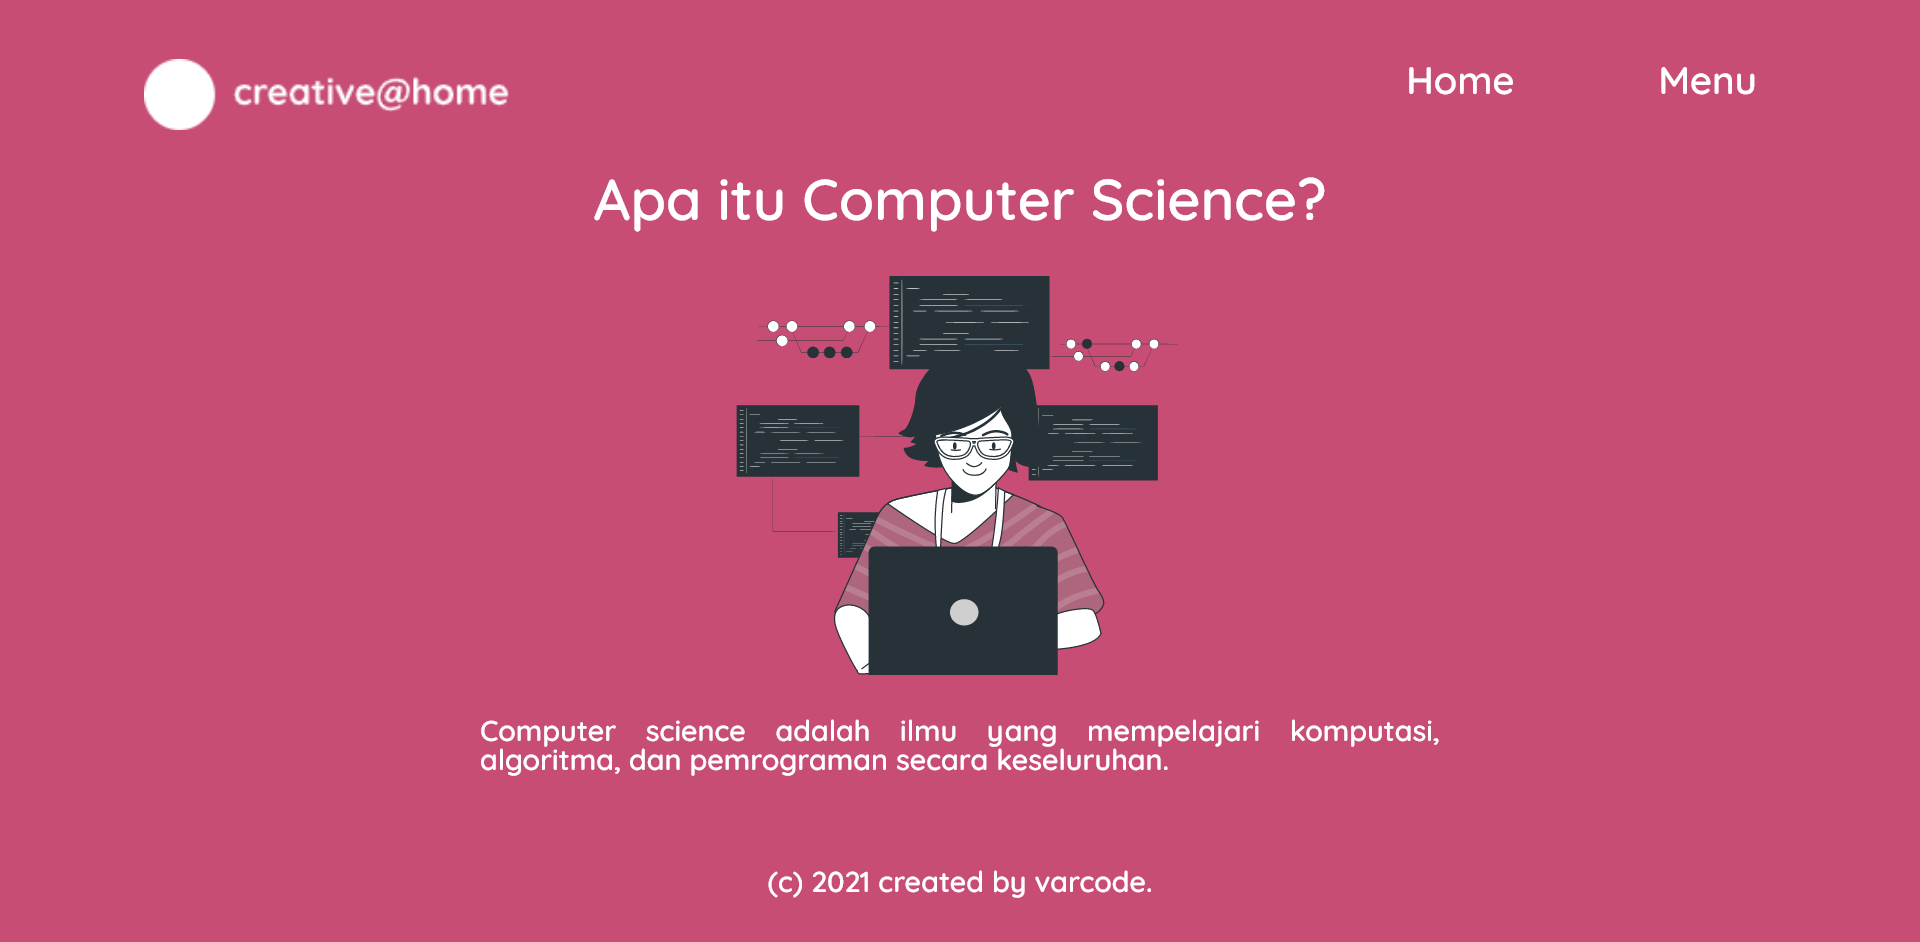 creative@home
Home
Menu
Apa itu Computer Science?
Computer science adalah ilmu yang mempelajari komputasi,
algoritma, dan pemrograman secara keseluruhan.
(c) 2021 created by varcode.